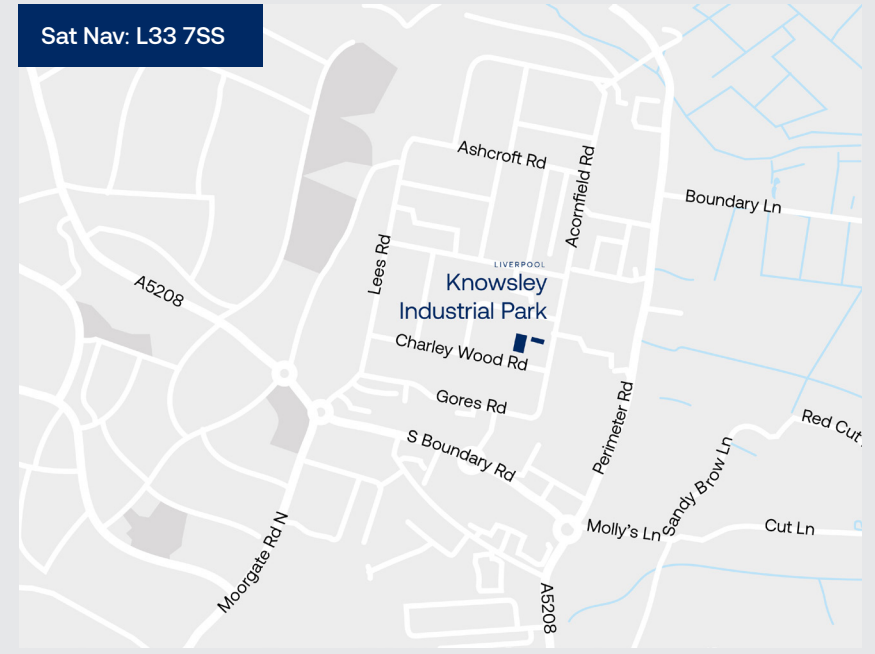 Sat Nav: L33 7SS
Ashcroft Rd
Acornfield Rd
Boundary Ln
Lees Rd
LIVERPOOL
Knowsley
Industrial Park
A5208
Charley Wood Rd
Gores Rd
Perimeter Rd
S Boundary Rd
Red Cut
Sandy Brow Ln
Molly's Ln
Cut Ln
Moorgate Rd N
A5208